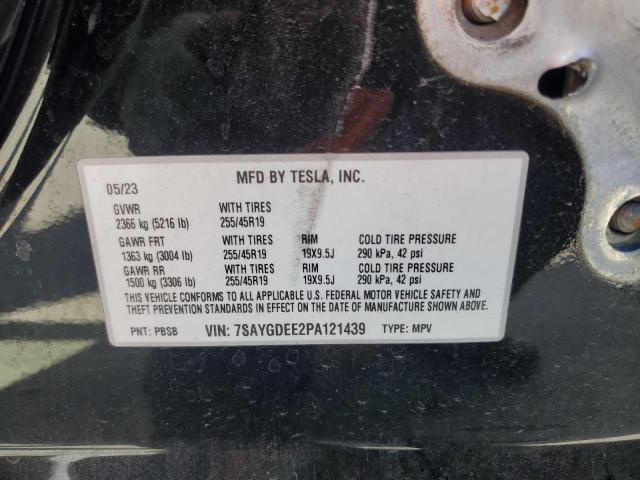 05/23 MFD BY TESLA, INC.
GVWR WITH TIRES
2366 kg (5216 lb) 255/45R19
GAWR FRT WITH TIRES RIM COLD TIRE PRESSURE
1363 kg (3004 lb) 255/45R19 19X9.5J 290 kPa, 42 psi
GAWR RR WITH TIRES RIM COLD TIRE PRESSURE
1500 kg (3306 lb) 255/45R19 19X9.5J 290 kPa, 42 psi
THIS VEHICLE CONFORMS TO ALL APPLICABLE U.S. FEDERAL MOTOR VEHICLE SAFETY AND
THEFT PREVENTION STANDARDS IN EFFECT ON THE DATE OF MANUFACTURE SHOWN ABOVE.
PNT: PBSB VIN: 7SAYGDEE2PA121439 TYPE: MPV